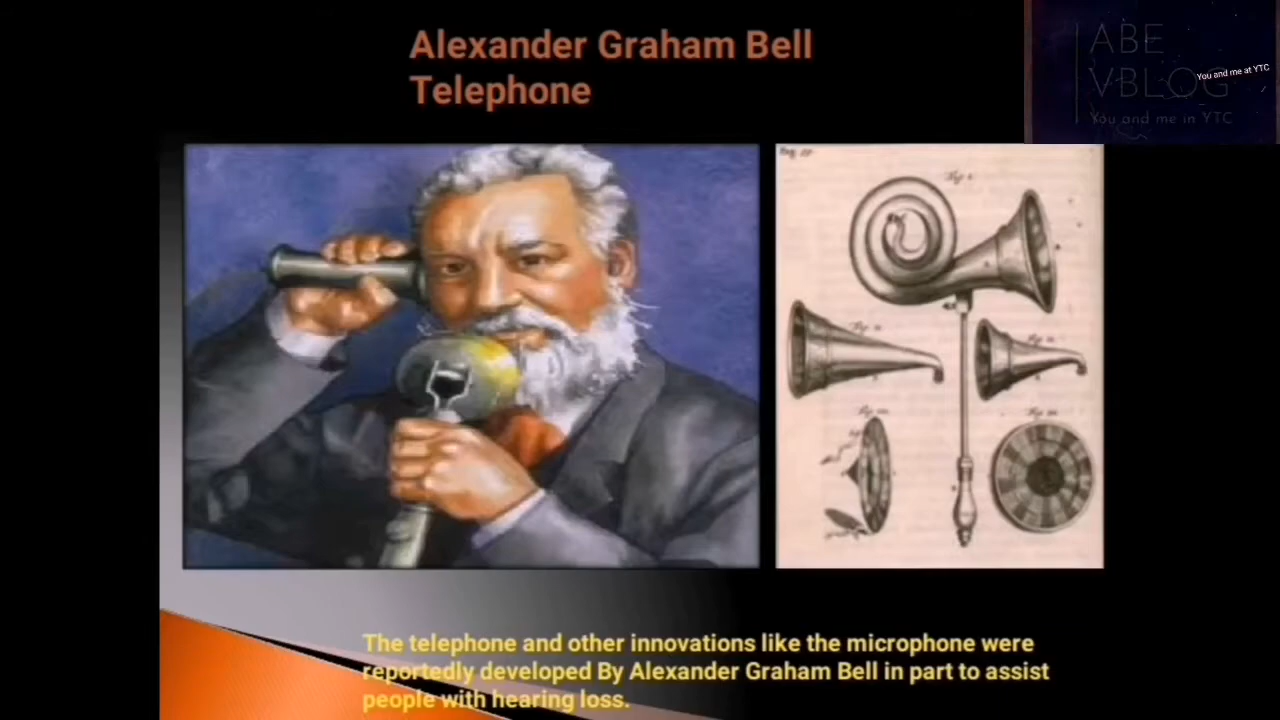 Alexander Graham Bell
Telephone
ABE
VBLOG
You and me at YTC
You and me in YTC
The telephone and other innovations like the microphone were
reportedly developed By Alexander Graham Bell in part to assist
people with hearing loss.